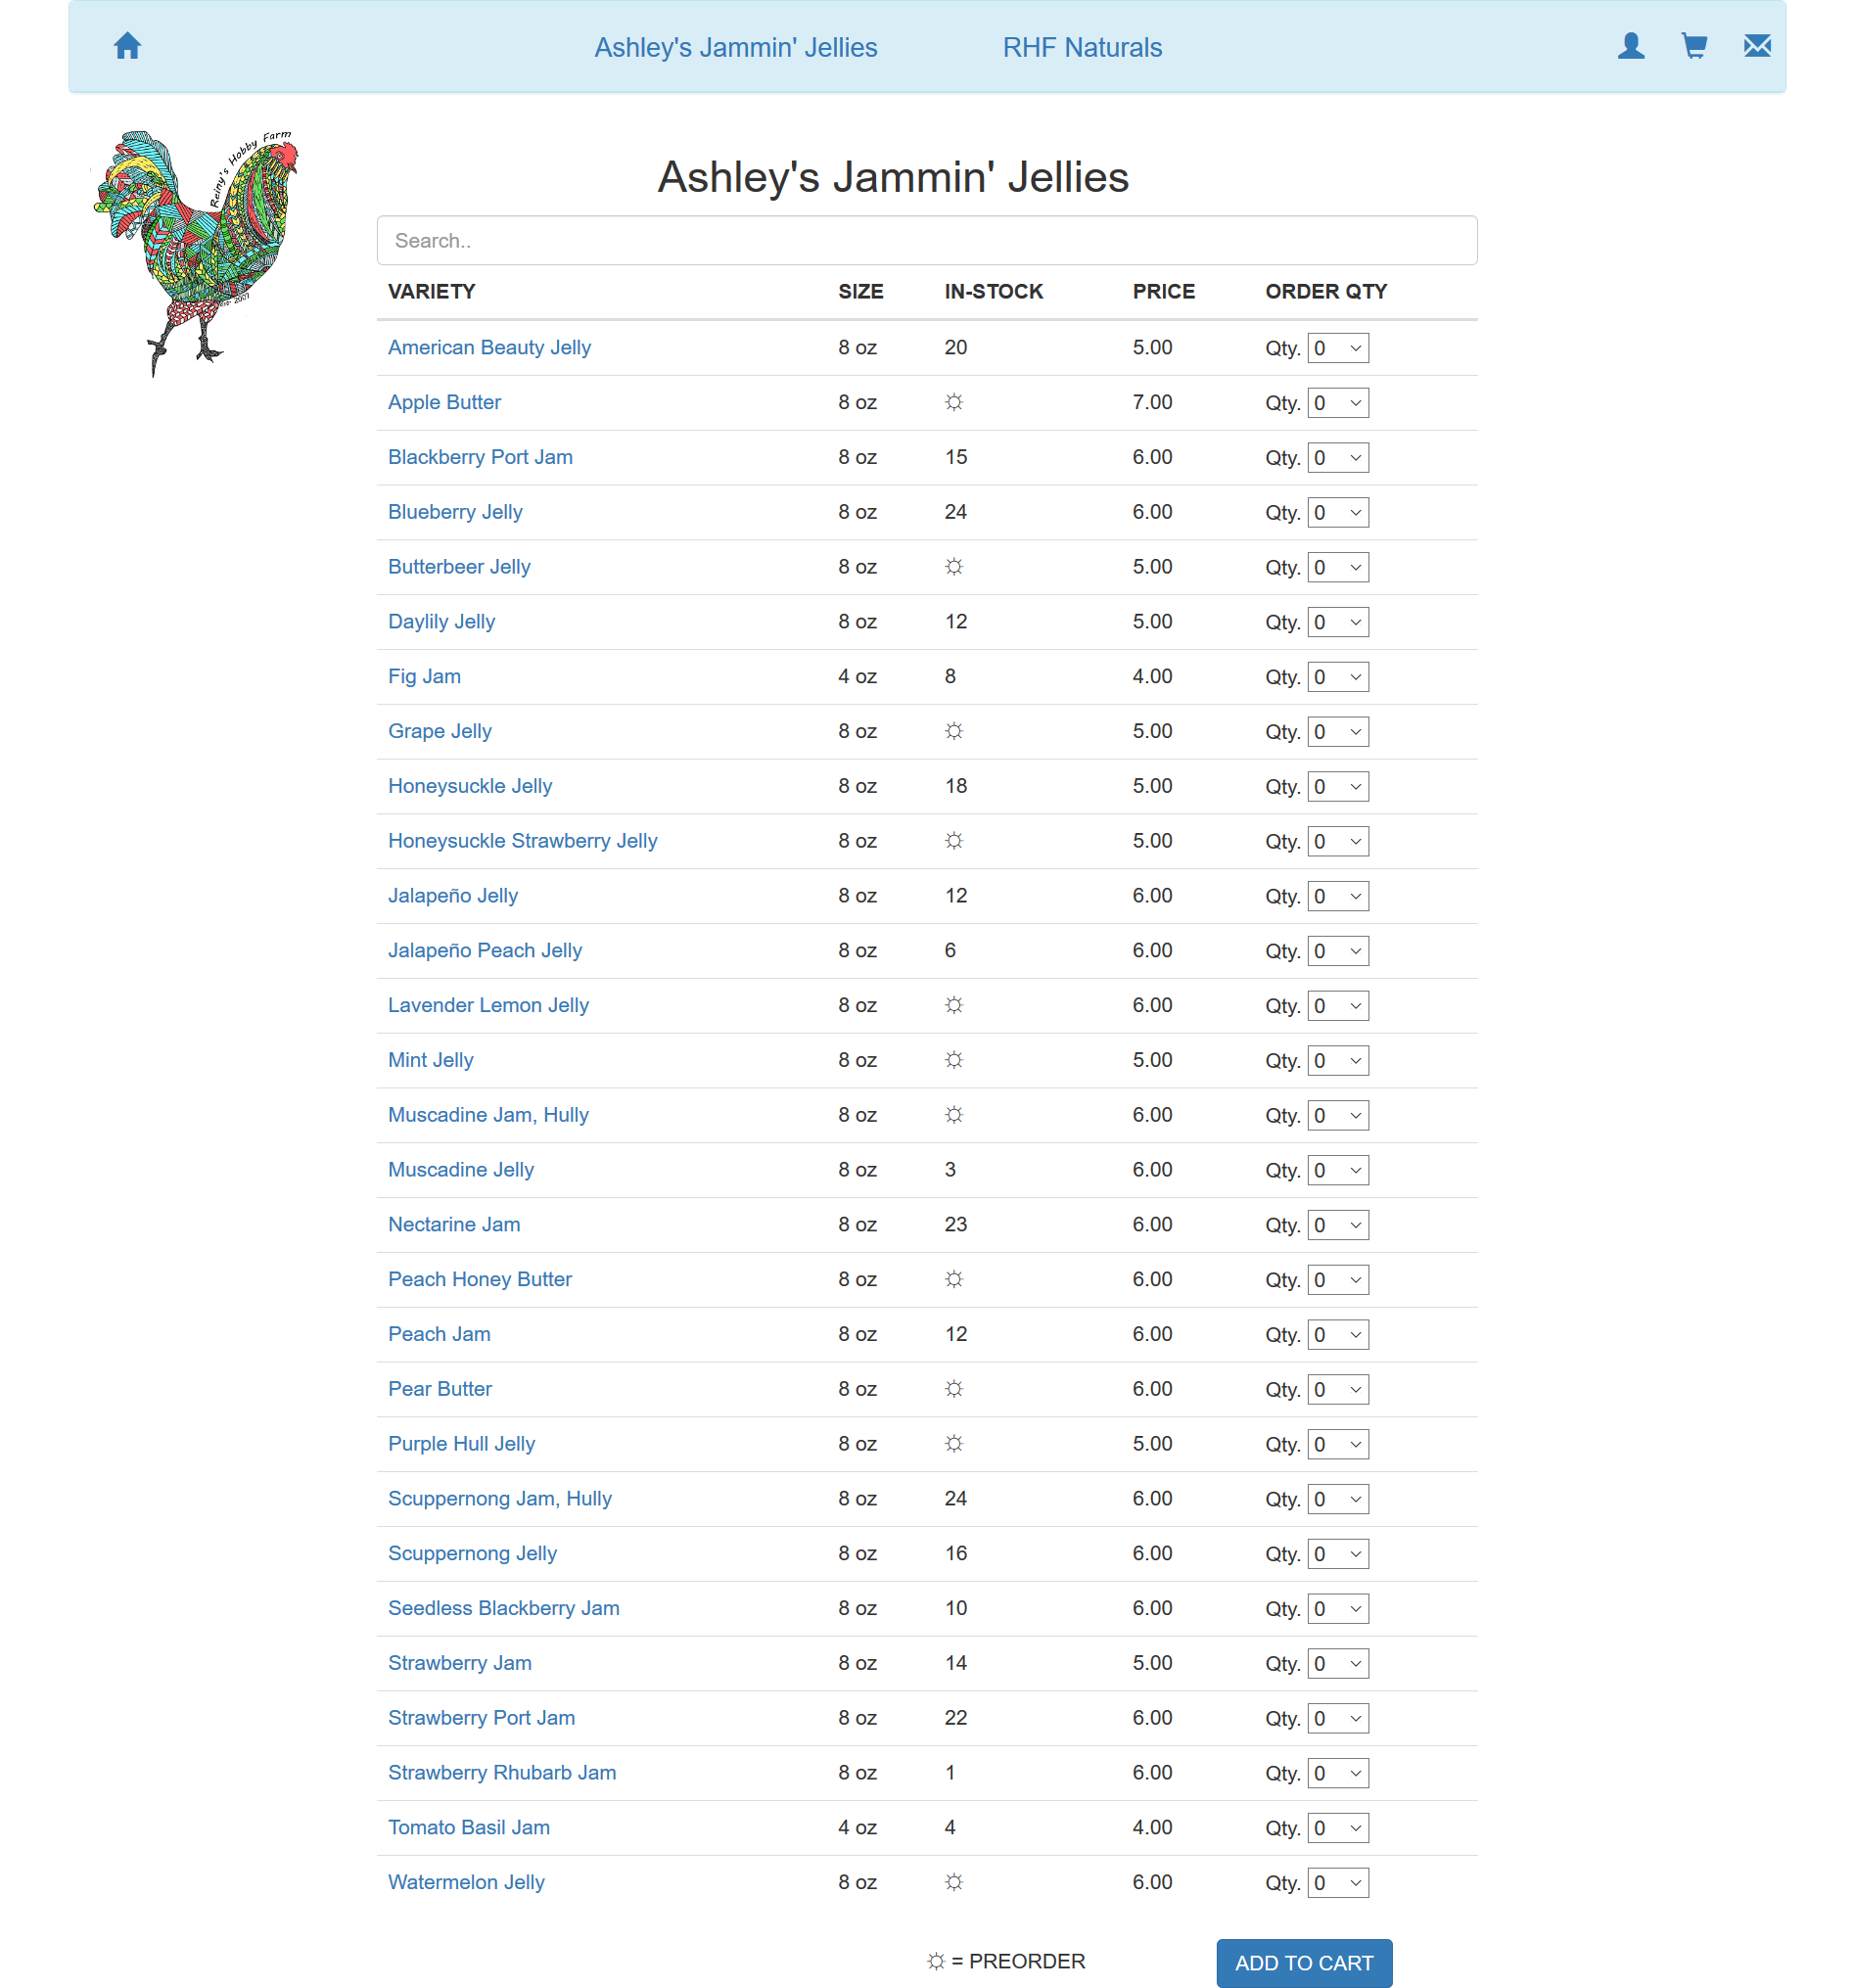 Ashley's Jammin' Jellies RHF Naturals
Reiny's Hobby Farm
Ashley's Jammin' Jellies
Search..
VARIETY SIZE IN-STOCK PRICE ORDER QTY
American Beauty Jelly 8 oz 20 5.00 Qty. 0
Apple Butter 8 oz ☼ 7.00 Qty. 0
Blackberry Port Jam 8 oz 15 6.00 Qty. 0
Blueberry Jelly 8 oz 24 6.00 Qty. 0
Butterbeer Jelly 8 oz ☼ 5.00 Qty. 0
Daylily Jelly 8 oz 12 5.00 Qty. 0
Fig Jam 4 oz 8 4.00 Qty. 0
Grape Jelly 8 oz ☼ 5.00 Qty. 0
Honeysuckle Jelly 8 oz 18 5.00 Qty. 0
Honeysuckle Strawberry Jelly 8 oz ☼ 5.00 Qty. 0
Jalapeño Jelly 8 oz 12 6.00 Qty. 0
Jalapeño Peach Jelly 8 oz 6 6.00 Qty. 0
Lavender Lemon Jelly 8 oz ☼ 6.00 Qty. 0
Mint Jelly 8 oz ☼ 5.00 Qty. 0
Muscadine Jam, Hully 8 oz ☼ 6.00 Qty. 0
Muscadine Jelly 8 oz 3 6.00 Qty. 0
Nectarine Jam 8 oz 23 6.00 Qty. 0
Peach Honey Butter 8 oz ☼ 6.00 Qty. 0
Peach Jam 8 oz 12 6.00 Qty. 0
Pear Butter 8 oz ☼ 6.00 Qty. 0
Purple Hull Jelly 8 oz ☼ 5.00 Qty. 0
Scuppernong Jam, Hully 8 oz 24 6.00 Qty. 0
Scuppernong Jelly 8 oz 16 6.00 Qty. 0
Seedless Blackberry Jam 8 oz 10 6.00 Qty. 0
Strawberry Jam 8 oz 14 5.00 Qty. 0
Strawberry Port Jam 8 oz 22 6.00 Qty. 0
Strawberry Rhubarb Jam 8 oz 1 6.00 Qty. 0
Tomato Basil Jam 4 oz 4 4.00 Qty. 0
Watermelon Jelly 8 oz ☼ 6.00 Qty. 0
☼ = PREORDER ADD TO CART